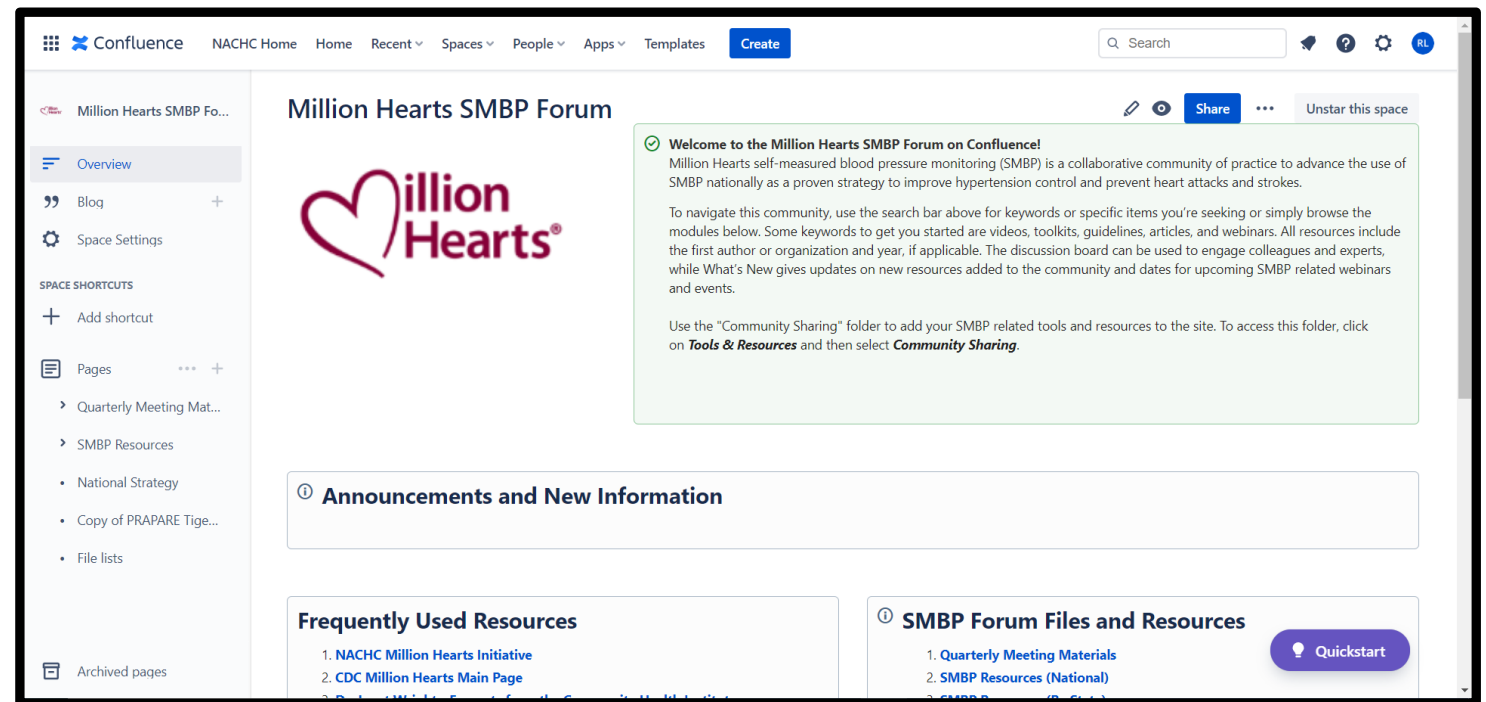 Confluence NACHC Home Home Recent Spaces People Apps Templates Create Search RL
Million Hearts SMBP Fo...
Overview
Blog
Space Settings
SPACE SHORTCUTS
Add shortcut
Pages
Quarterly Meeting Mat...
SMBP Resources
National Strategy
Copy of PRAPARE Tige...
File lists
Archived pages
Million Hearts SMBP Forum
Share
Unstar this space
Million
Hearts®
Welcome to the Million Hearts SMBP Forum on Confluence!
Million Hearts self-measured blood pressure monitoring (SMBP) is a collaborative community of practice to advance the use of
SMBP nationally as a proven strategy to improve hypertension control and prevent heart attacks and strokes.
To navigate this community, use the search bar above for keywords or specific items you're seeking or simply browse the
modules below. Some keywords to get you started are videos, toolkits, guidelines, articles, and webinars. All resources include
the first author or organization and year, if applicable. The discussion board can be used to engage colleagues and experts,
while What's New gives updates on new resources added to the community and dates for upcoming SMBP related webinars
and events.
Use the "Community Sharing" folder to add your SMBP related tools and resources to the site. To access this folder, click
on Tools & Resources and then select Community Sharing.
Announcements and New Information
Frequently Used Resources
1. NACHC Million Hearts Initiative
2. CDC Million Hearts Main Page
SMBP Forum Files and Resources
1. Quarterly Meeting Materials
2. SMBP Resources (National)
Quickstart